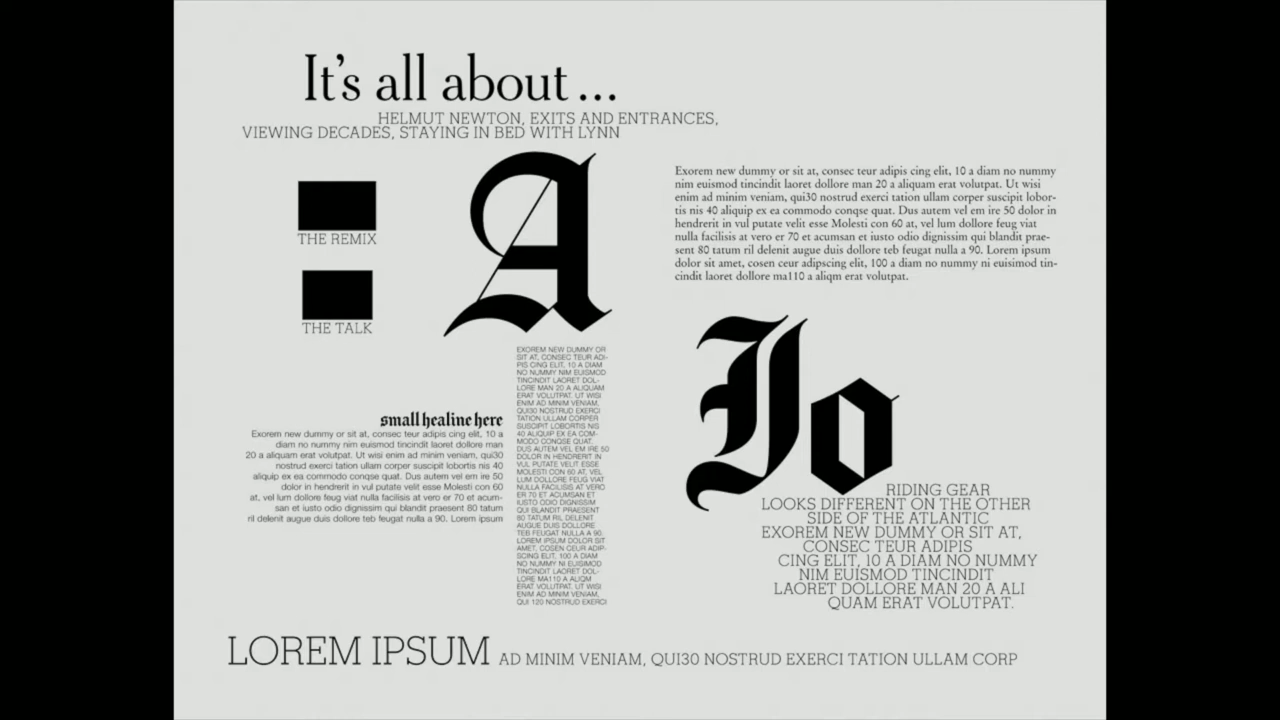 It's all about ...
HELMUT NEWTON, EXITS AND ENTRANCES,
VIEWING DECADES, STAYING IN BED WITH LYNN
THE REMIX
THE TALK
A
Exorem new dummy or sit at, consec teur adipis cing elit, 10 a diam no nummy
nim euismod tincindit laoret dollore man 20 a aliquam erat volutpat. Ut wisi
enim ad minim veniam, qui30 nostrud exerci tation ullam corper suscipit lobor-
tis nis 40 aliquip ex ea commodo conqse quat. Dus autem vel em ire 50 dolor in
hendrerit in vul putate velit esse Molesti con 60 at, vel lum dollore feug viat
nulla facilisis at vero er 70 et acumsan et iusto odio dignissim qui blandit prae-
sent 80 tatum ril delenit augue duis dollore teb feugat nulla a 90. Lorem ipsum
dolor sit amet, cosen ceur adipscing elit, 100 a diam no nummy ni euisimod tin-
cindit laoret dollore ma110 a aliqm erat volutpat.
small healine here
Exorem new dummy or sit at, consec teur adipis cing elit, 10 a
diam no nummy nim euismod tincindit laoret dollore man
20 a aliquam erat volutpat. Ut wisi enim ad minim veniam, qui30
nostrud exerci tation ullam corper suscipit lobortis nis 40
aliquip ex ea commodo conqse quat. Dus autem vel em ire 50
dolor in hendrerit in vul putate velit esse Molesti con 60
at, vel lum dollore feug viat nulla facilisis at vero er 70 et acum-
san et iusto odio dignissim qui blandit praesent 80 tatum
ril delenit augue duis dollore teb feugat nulla a 90. Lorem ipsum
EXOREM NEW DUMMY OR
SIT AT, CONSEC TEUR ADI-
PIS CING ELIT, 10 A DIAM
NO NUMMY NIM EUISMOD
TINCINDIT LAORET DOL-
LORE MAN 20 A ALIQUAM
ERAT VOLUTPAT. UT WISI
ENIM AD MINIM VENIAM,
QUI30 NOSTRUD EXERCI
TATION ULLAM CORPER
SUSCIPIT LOBORTIS NIS
40 ALIQUIP EX EA COM-
MODO CONQSE QUAT.
DUS AUTEM VEL EM IRE 50
DOLOR IN HENDRERIT IN
VUL PUTATE VELIT ESSE
MOLESTI CON 60 AT, VEL
LUM DOLLORE FEUG VIAT
NULLA FACILISIS AT VERO
ER 70 ET ACUMSAN ET
IUSTO ODIO DIGNISSIM
QUI BLANDIT PRAESENT
80 TATUM RIL DELENIT
AUGUE DUIS DOLLORE
TEB FEUGAT NULLA A 90.
LOREM IPSUM DOLOR SIT
AMET, COSEN CEUR ADIP-
SCING ELIT, 100 A DIAM
NO NUMMY NI EUISIMOD
TINCINDIT LAORET DOL-
LORE MA110 A ALIQM
ERAT VOLUTPAT. UT WISI
ENIM AD MINIM VENIAM,
QUI 120 NOSTRUD EXERCI
Jo
RIDING GEAR
LOOKS DIFFERENT ON THE OTHER
SIDE OF THE ATLANTIC
EXOREM NEW DUMMY OR SIT AT,
CONSEC TEUR ADIPIS
CING ELIT, 10 A DIAM NO NUMMY
NIM EUISMOD TINCINDIT
LAORET DOLLORE MAN 20 A ALI
QUAM ERAT VOLUTPAT.
LOREM IPSUM AD MINIM VENIAM, QUI30 NOSTRUD EXERCI TATION ULLAM CORP